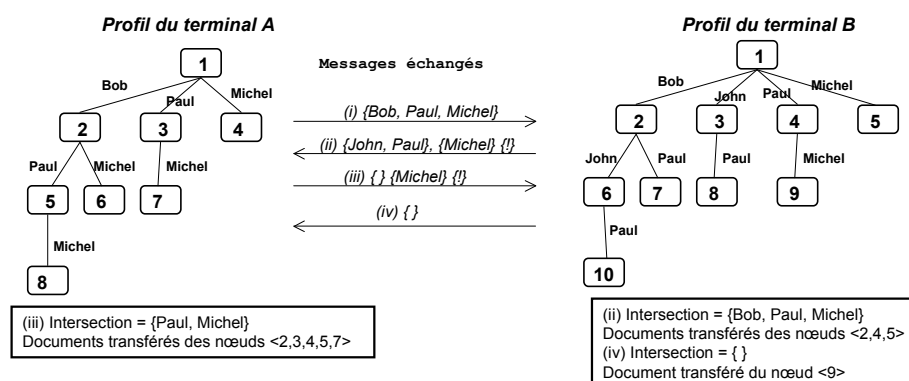 Profil du terminal A
Profil du terminal B
Messages échangés
1
Bob
Paul
Michel
2
3
4
Paul
Michel
Michel
5
6
7
Michel
8
(i) {Bob, Paul, Michel}
(ii) {John, Paul}, {Michel} {!}
(iii) { } {Michel} {!}
(iv) { }
1
Bob
John
Paul
Michel
2
3
4
5
John
Paul
Paul
Michel
6
7
8
9
Paul
10
(iii) Intersection = {Paul, Michel}
Documents transférés des nœuds <2,3,4,5,7>
(ii) Intersection = {Bob, Paul, Michel}
Documents transférés des nœuds <2,4,5>
(iv) Intersection = { }
Document transféré du nœud <9>